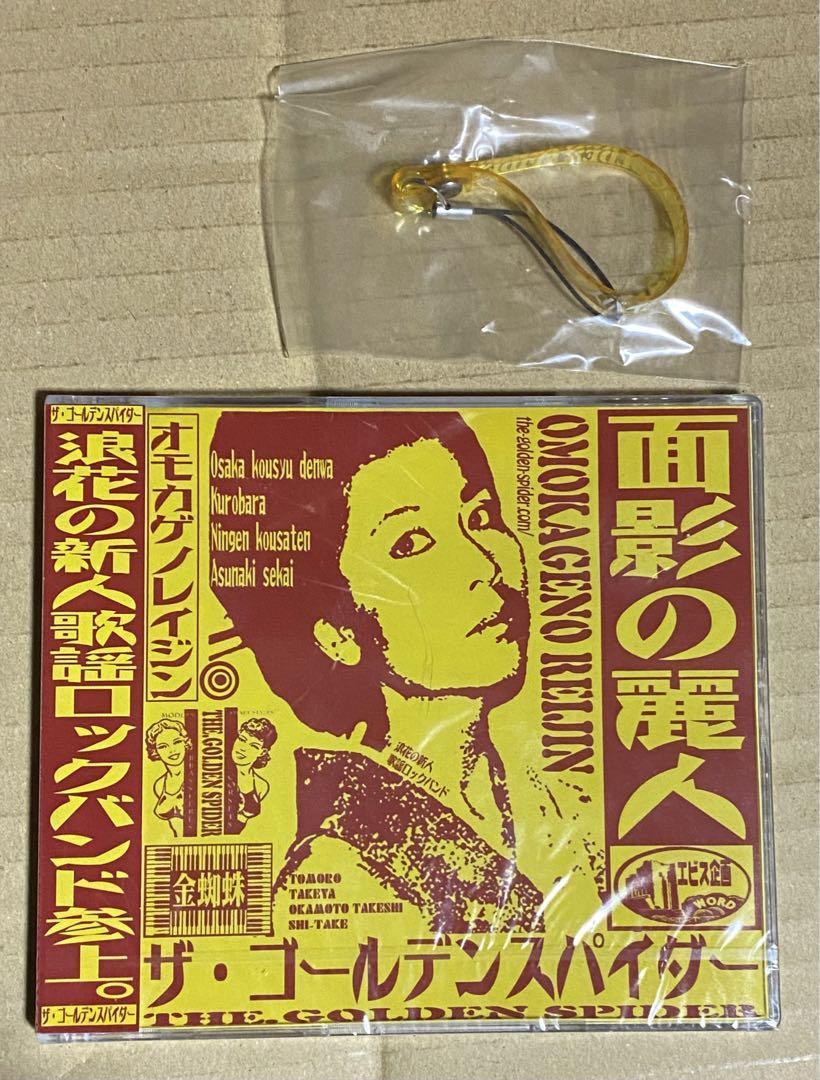 ザ・ゴールデンスパイダー
浪花の新人歌謡ロックバンド参上。
ザ・ゴールデンスパイダー
オモカゲノレイジン
Osaka kousyu denwa
Kurobara
Ningen kousaten
Asunaki sekai
the-golden-spider.com/
OMOKAGENO REIJIN
面影の麗人
THE.GOLDEN SPIDER
浪花の新人
歌謡ロックバンド
金蜘蛛
TOMORO
TAKEYA
OKAMOTO TAKESHI
SHI-TAKE
エビス企画
WORD
ザ・ゴールデンスパイダー
THE.GOLDEN SPIDER